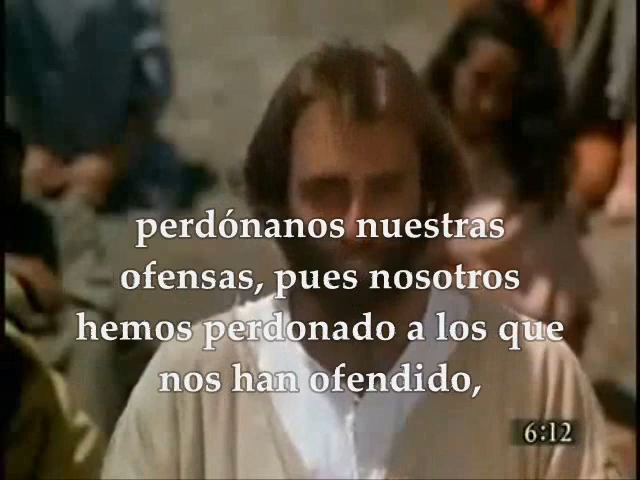 perdónanos nuestras
ofensas, pues nosotros
hemos perdonado a los que
nos han ofendido,
6:12